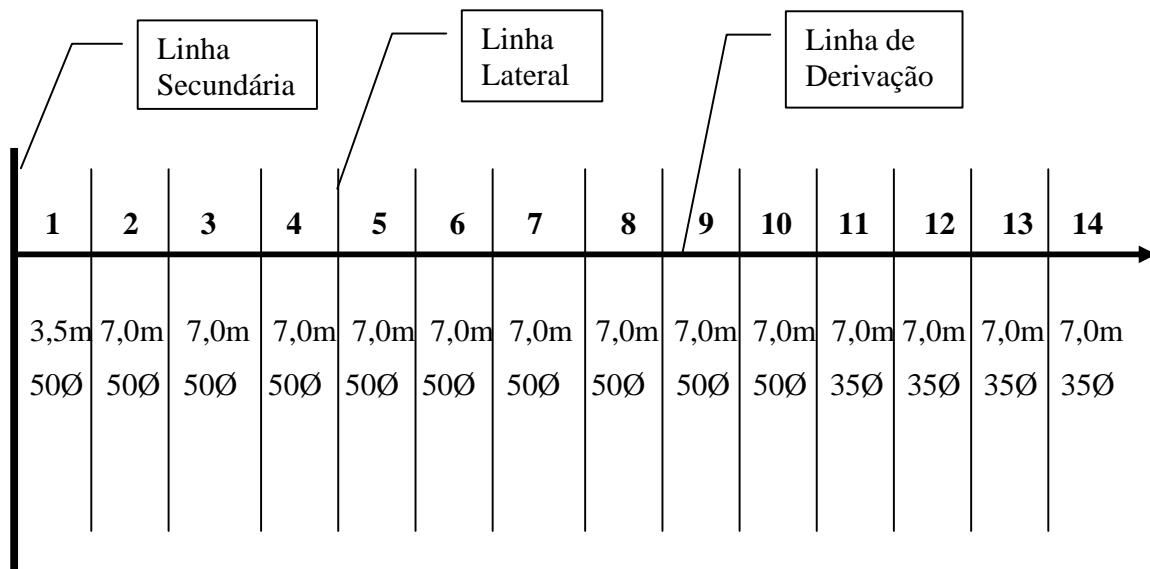 Linha
Secundária
Linha
Lateral
Linha de
Derivação
1 2 3 4 5 6 7 8 9 10 11 12 13 14
3,5m 7,0m 7,0m 7,0m 7,0m 7,0m 7,0m 7,0m 7,0m 7,0m 7,0m 7,0m 7,0m 7,0m
50Ø 50Ø 50Ø 50Ø 50Ø 50Ø 50Ø 50Ø 50Ø 50Ø 35Ø 35Ø 35Ø 35Ø